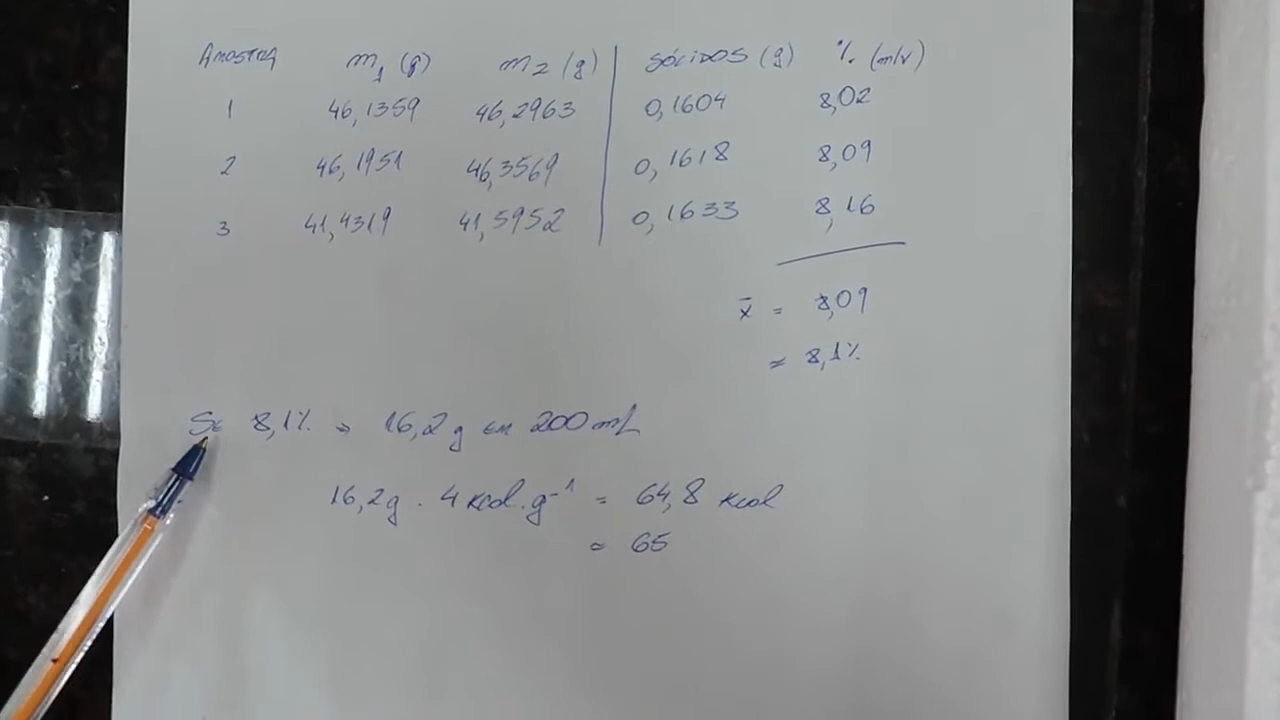 AMOSTRA m1 (g) m2 (g) SÓLIDOS (g) % (m/v)
1 46,1359 46,2963 0,1604 8,02
2 46,1951 46,3569 0,1618 8,09
3 41,4319 41,5952 0,1633 8,16
x̄ = 8,09
≈ 8,1%
SE 8,1% → 16,2 g em 200 mL
16,2g . 4 kcal.g⁻¹ = 64,8 kcal
≈ 65